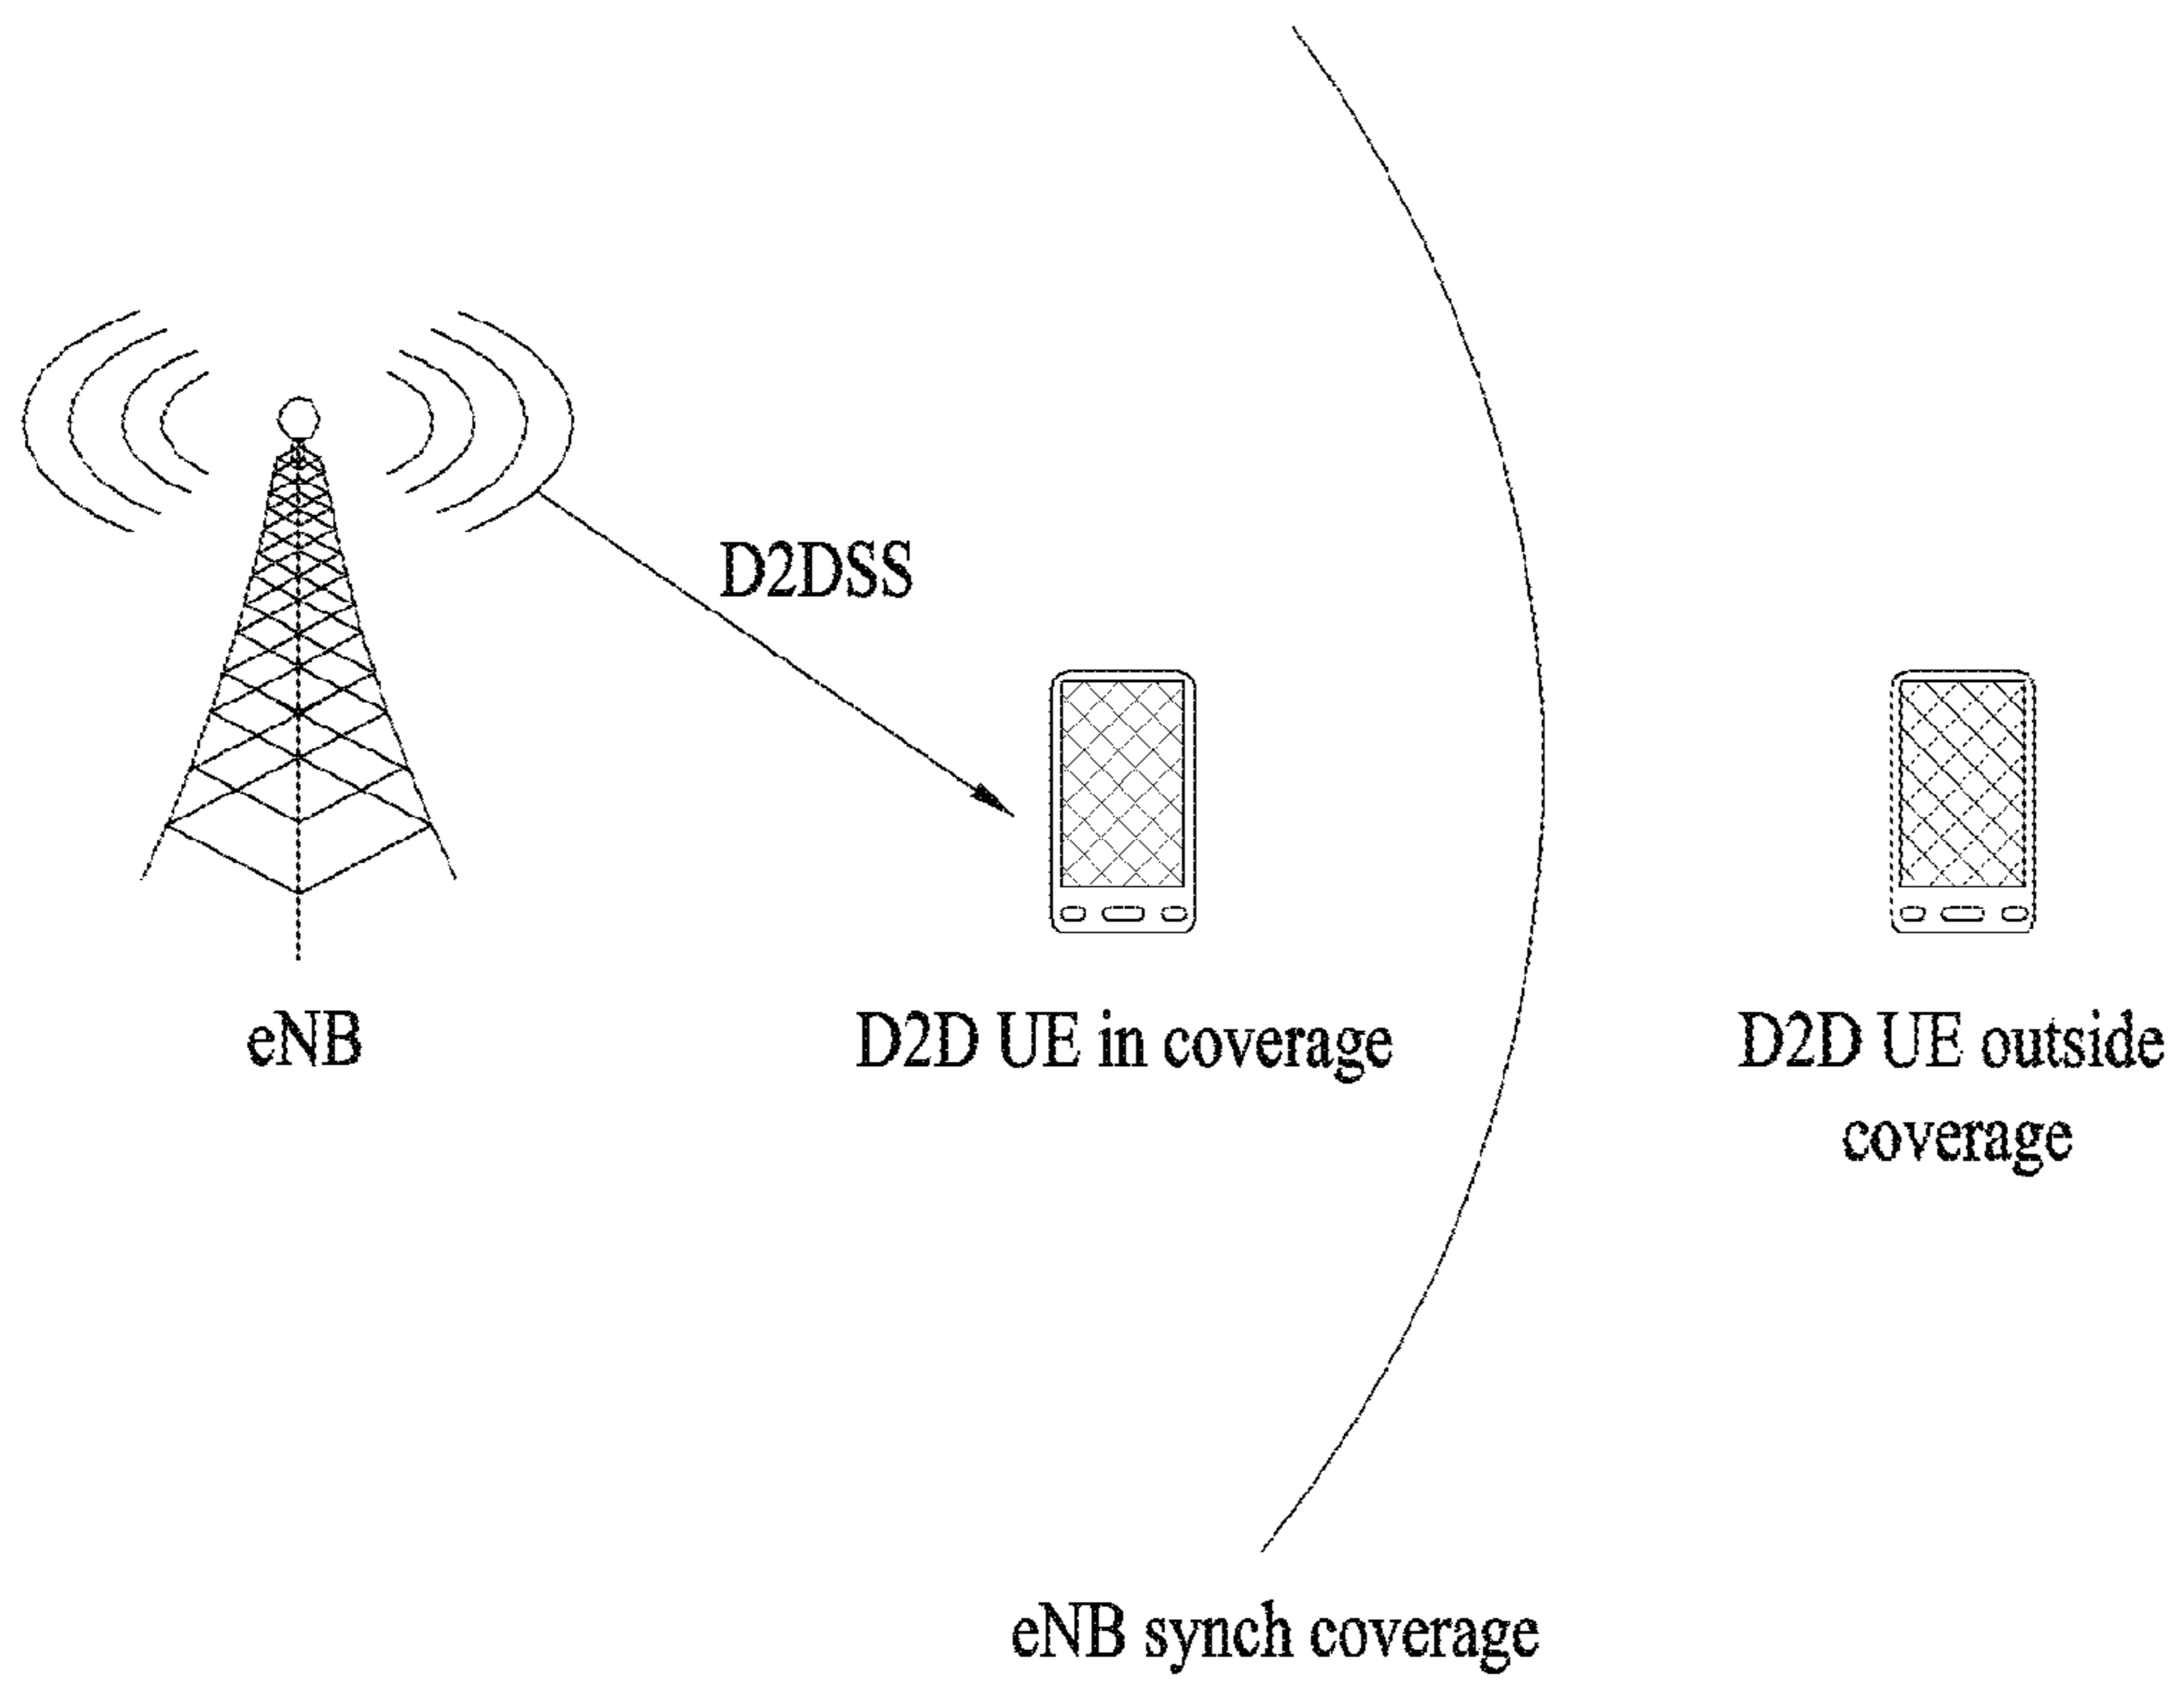 D2DSS
eNB
D2D UE in coverage
D2D UE outside
coverage
eNB synch coverage